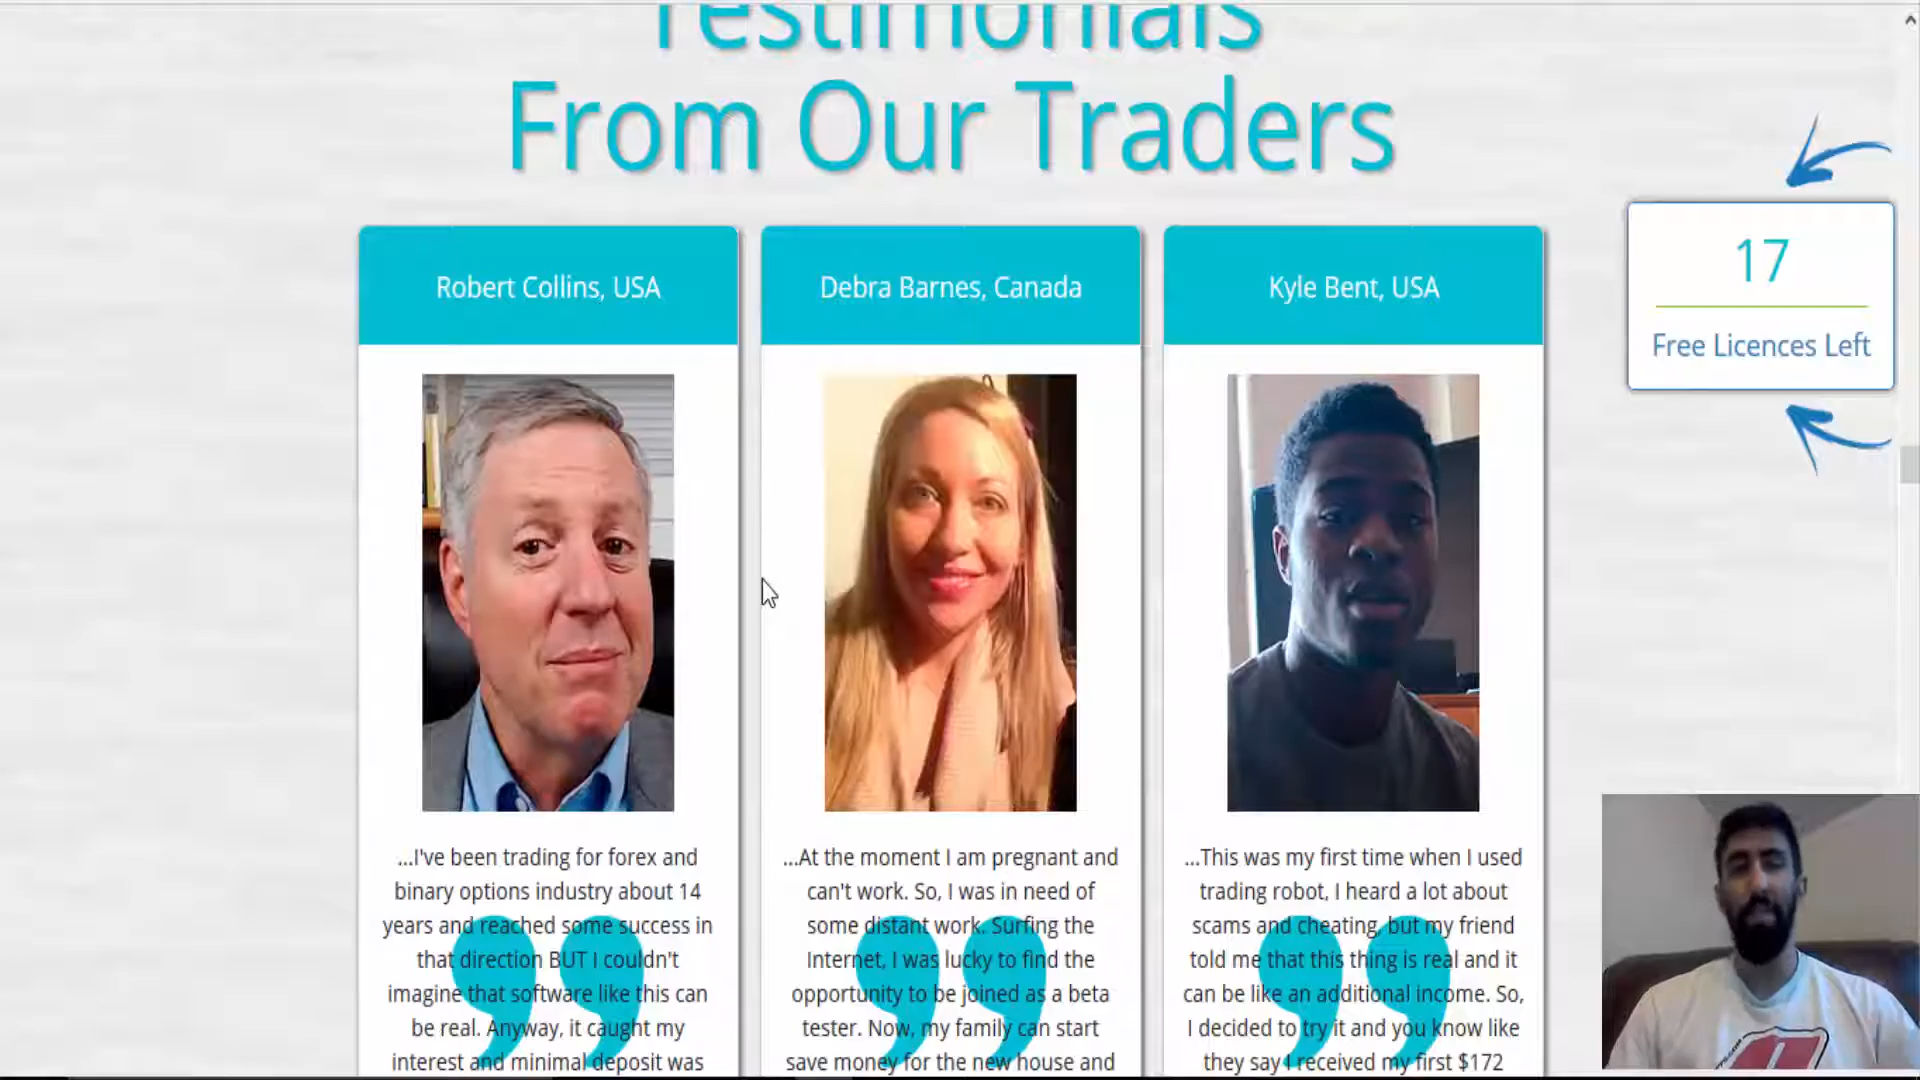 Testimonials
From Our Traders
Robert Collins, USA
...I've been trading for forex and
binary options industry about 14
years and reached some success in
that direction BUT I couldn't
imagine that software like this can
be real. Anyway, it caught my
interest and minimal deposit was
Debra Barnes, Canada
...At the moment I am pregnant and
can't work. So, I was in need of
some distant work. Surfing the
Internet, I was lucky to find the
opportunity to be joined as a beta
tester. Now, my family can start
save money for the new house and
Kyle Bent, USA
...This was my first time when I used
trading robot, I heard a lot about
scams and cheating, but my friend
told me that this thing is real and it
can be like an additional income. So,
I decided to try it and you know like
they say I received my first $172
17
Free Licences Left